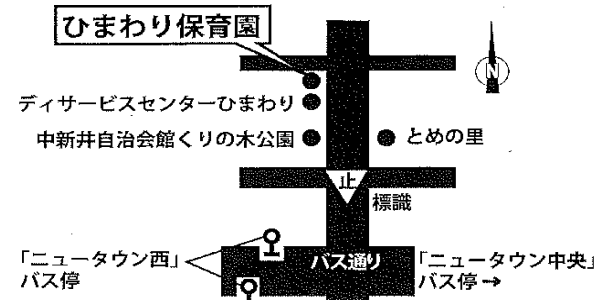 ひまわり保育園
N
ディサービスセンターひまわり
中新井自治会館くりの木公園
とめの里
止
標識
「ニュータウン西」
バス停
バス通り
「ニュータウン中央」
バス停→